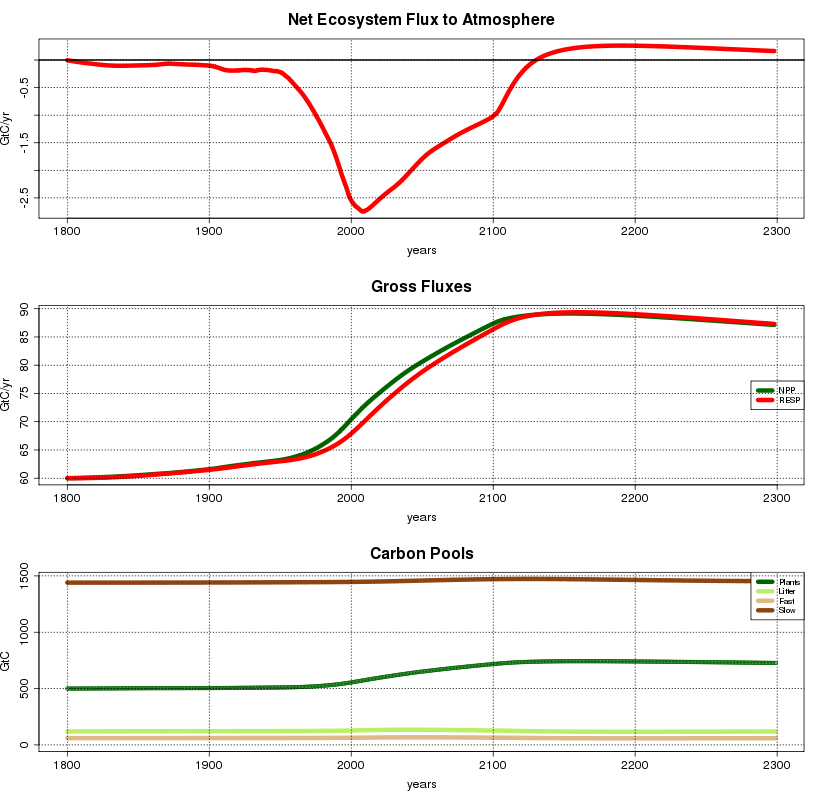 Net Ecosystem Flux to Atmosphere
GtC/yr
-0.5
-1.5
-2.5
1800 1900 2000 2100 2200 2300
years
Gross Fluxes
GtC/yr
90
85
80
75
70
65
60
NPP
RESP
1800 1900 2000 2100 2200 2300
years
Carbon Pools
GtC
1500
1000
500
0
Plants
Litter
Fast
Slow
1800 1900 2000 2100 2200 2300
years